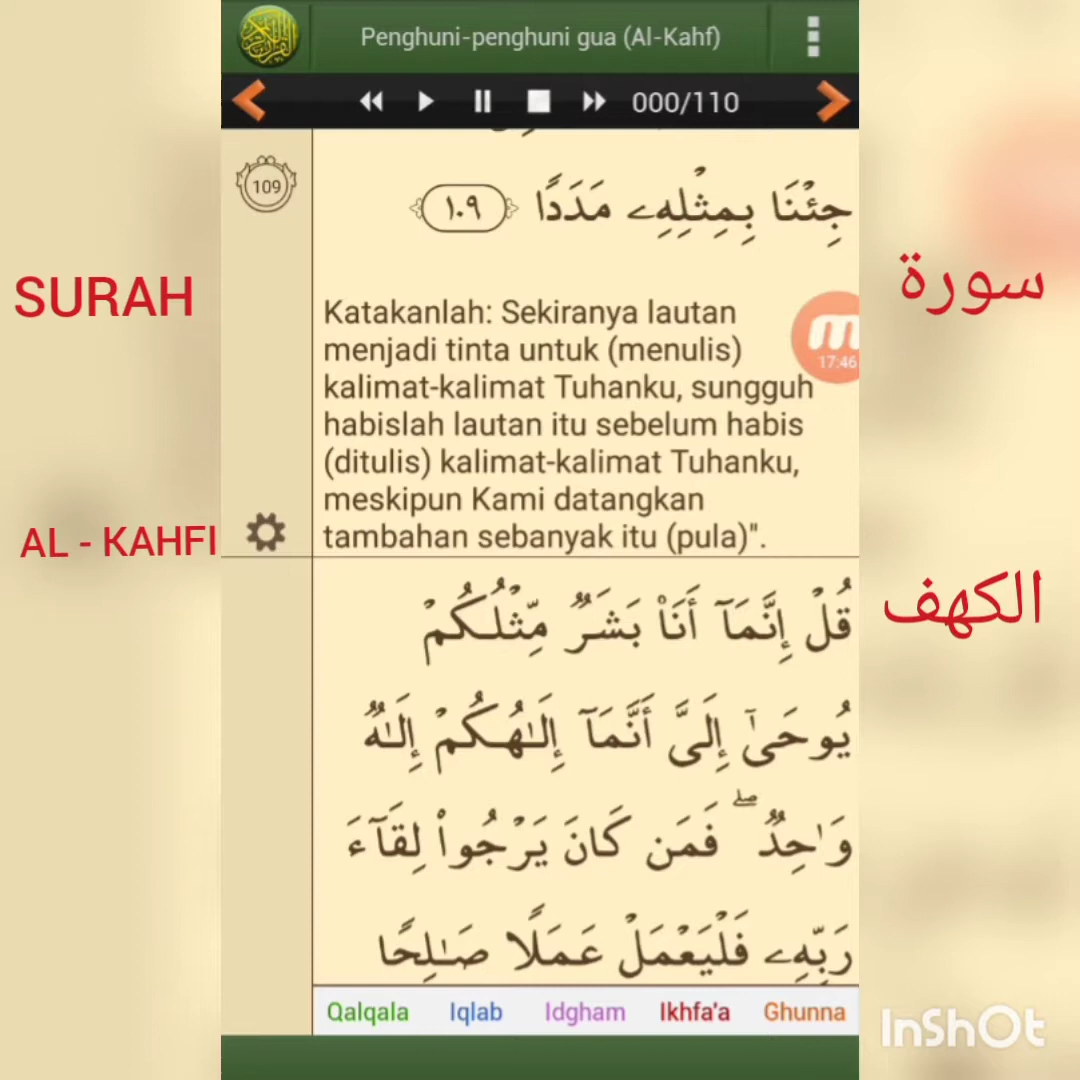 Penghuni-penghuni gua (Al-Kahf)
000/110
109
جِئْنَا بِمِثْلِهِۦ مَدَدًا ﴿١٠٩﴾
Katakanlah: Sekiranya lautan
menjadi tinta untuk (menulis)
kalimat-kalimat Tuhanku, sungguh
habislah lautan itu sebelum habis
(ditulis) kalimat-kalimat Tuhanku,
meskipun Kami datangkan
tambahan sebanyak itu (pula)".
17:46
قُلْ إِنَّمَآ أَنَا۠ بَشَرٌ مِّثْلُكُمْ
يُوحَىٰٓ إِلَىَّ أَنَّمَآ إِلَـٰهُكُمْ إِلَـٰهٌ
وَٰحِدٌ ۖ فَمَن كَانَ يَرْجُوا۟ لِقَآءَ
رَبِّهِۦ فَلْيَعْمَلْ عَمَلًا صَـٰلِحًا
Qalqala Iqlab Idgham Ikhfa'a Ghunna
SURAH
AL - KAHFI
سورة
الكهف
InShOt